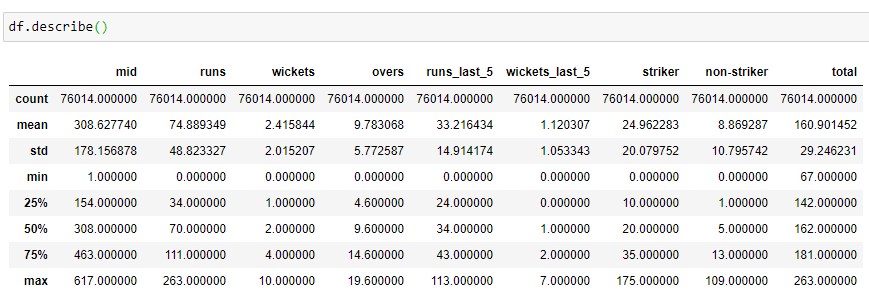 df.describe()
mid runs wickets overs runs_last_5 wickets_last_5 striker non-striker total
count 76014.000000 76014.000000 76014.000000 76014.000000 76014.000000 76014.000000 76014.000000 76014.000000 76014.000000
mean 308.627740 74.889349 2.415844 9.783068 33.216434 1.120307 24.962283 8.869287 160.901452
std 178.156878 48.823327 2.015207 5.772587 14.914174 1.053343 20.079752 10.795742 29.246231
min 1.000000 0.000000 0.000000 0.000000 0.000000 0.000000 0.000000 0.000000 67.000000
25% 154.000000 34.000000 1.000000 4.600000 24.000000 0.000000 10.000000 1.000000 142.000000
50% 308.000000 70.000000 2.000000 9.600000 34.000000 1.000000 20.000000 5.000000 162.000000
75% 463.000000 111.000000 4.000000 14.600000 43.000000 2.000000 35.000000 13.000000 181.000000
max 617.000000 263.000000 10.000000 19.600000 113.000000 7.000000 175.000000 109.000000 263.000000